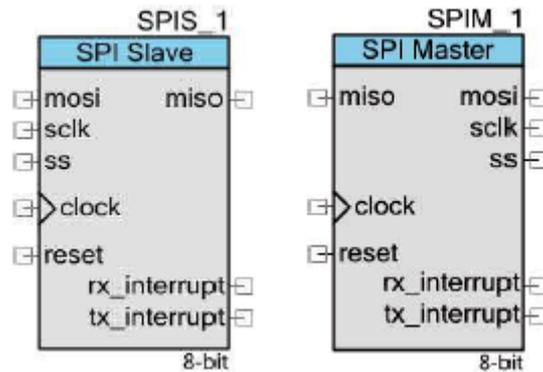 SPIS_1
SPI Slave
mosi miso
sclk
ss
clock
reset
rx_interrupt
tx_interrupt
8-bit
SPIM_1
SPI Master
miso mosi
sclk
ss
clock
reset
rx_interrupt
tx_interrupt
8-bit